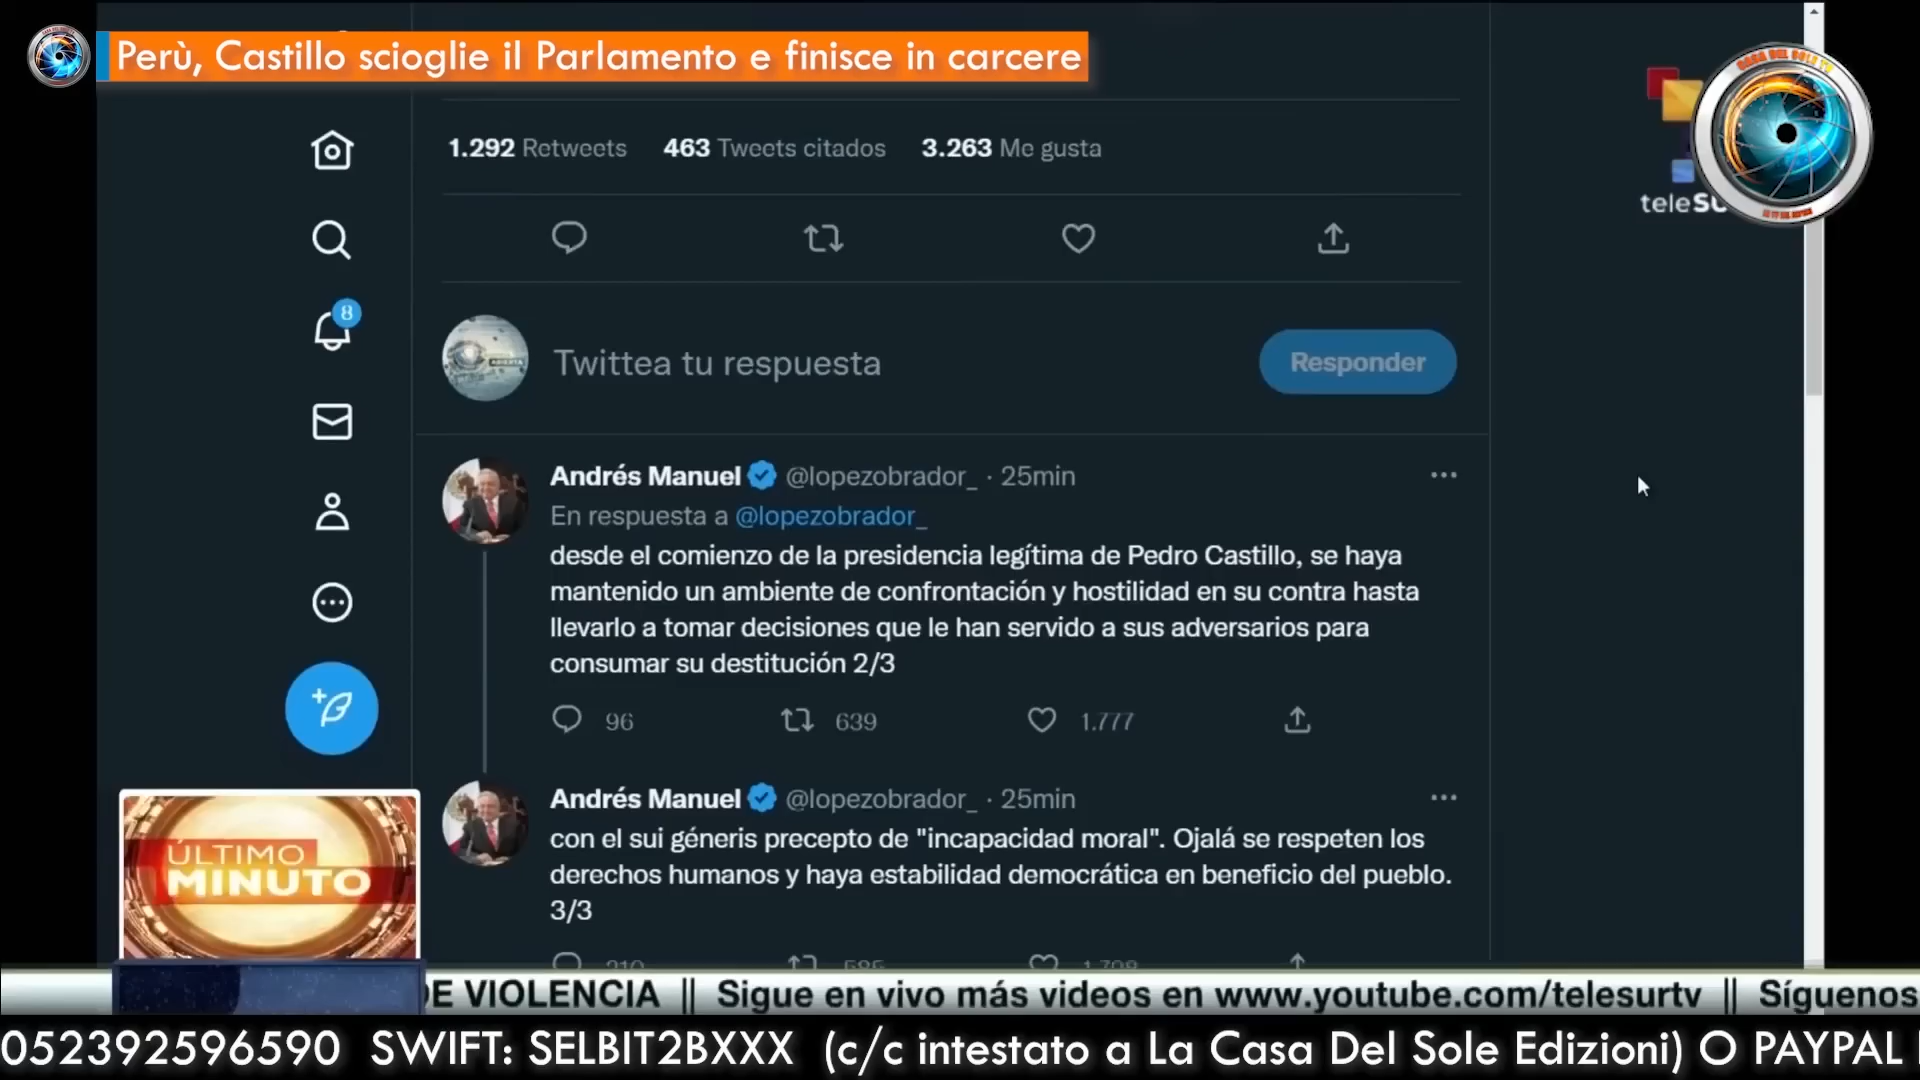 Perù, Castillo scioglie il Parlamento e finisce in carcere
CASA DEL SOLE TV
teleSU
1.292 Retweets 463 Tweets citados 3.263 Me gusta
8
Twittea tu respuesta
Responder
Andrés Manuel @lopezobrador_ · 25min
En respuesta a @lopezobrador_
desde el comienzo de la presidencia legítima de Pedro Castillo, se haya
mantenido un ambiente de confrontación y hostilidad en su contra hasta
llevarlo a tomar decisiones que le han servido a sus adversarios para
consumar su destitución 2/3
96 639 1.777
Andrés Manuel @lopezobrador_ · 25min
con el sui géneris precepto de "incapacidad moral". Ojalá se respeten los
derechos humanos y haya estabilidad democrática en beneficio del pueblo.
3/3
ÚLTIMO
MINUTO
DE VIOLENCIA || Sigue en vivo más videos en www.youtube.com/telesurtv || Síguenos
052392596590 SWIFT: SELBIT2BXXX (c/c intestato a La Casa Del Sole Edizioni) O PAYPAL